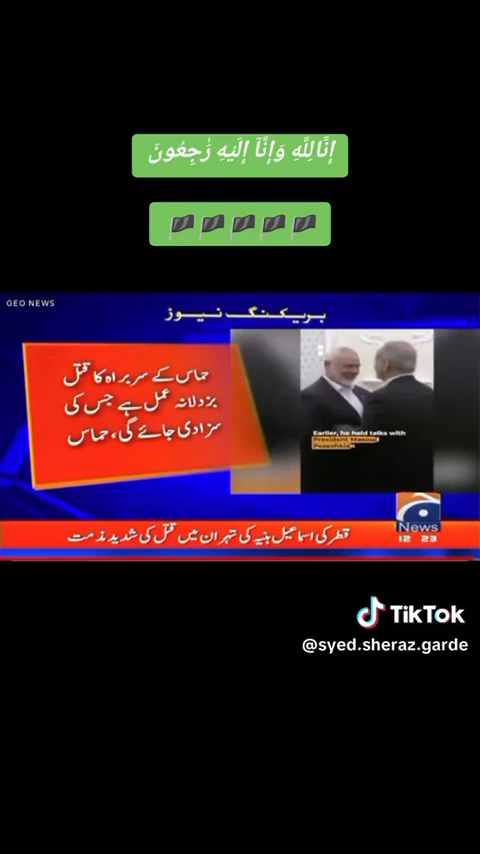 إِنَّالِلَّهِ وَإِنَّآ إِلَيْهِ رَٰجِعُونَ
GEO NEWS
بریکنگ نیوز
حماس کے سربراہ کا قتل
بزدلانہ عمل ہے جس کی
سزا دی جائے گی، حماس
Earlier, he held talks with
President Masoud
Pezeshkian
News
12 23
قطر کی اسماعیل ہنیہ کی تہران میں قتل کی شدید مذمت
TikTok
@syed.sheraz.garde